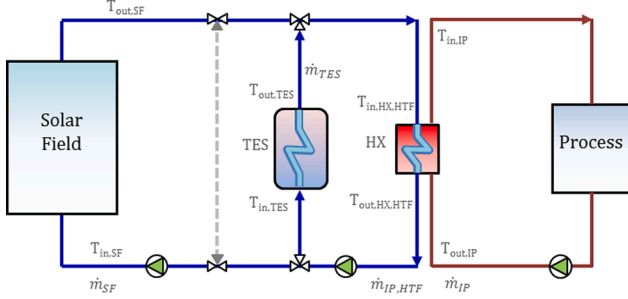 T_out,SF
T_in,IP
ṁ_TES
T_out,TES
T_in,HX,HTF
Solar
Field
TES
HX
Process
T_in,TES
T_out,HX,HTF
T_in,SF
T_out,IP
ṁ_SF
ṁ_IP,HTF
ṁ_IP